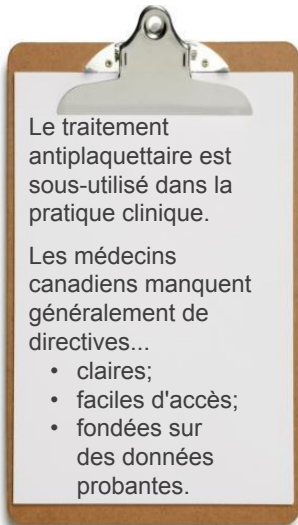 Le traitement
antiplaquettaire est
sous-utilisé dans la
pratique clinique.
Les médecins
canadiens manquent
généralement de
directives...
• claires;
• faciles d'accès;
• fondées sur
des données
probantes.